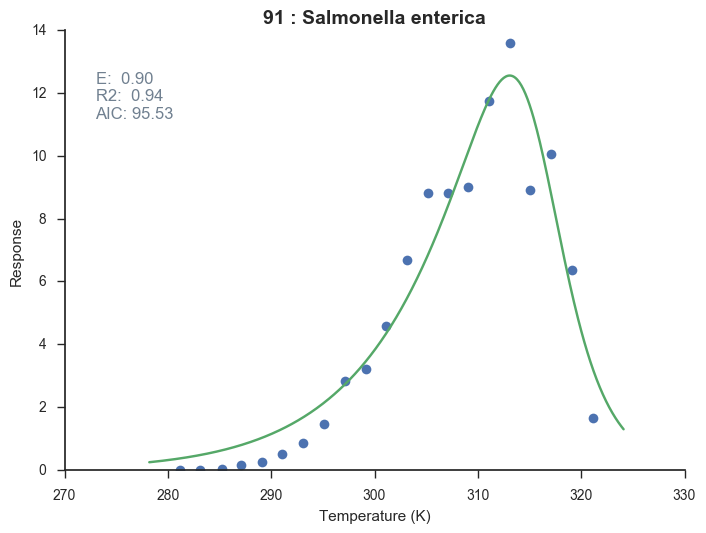 91 : Salmonella enterica
E: 0.90
R2: 0.94
AIC: 95.53
Response
14
12
10
8
6
4
2
0
270
280
290
300
310
320
330
Temperature (K)